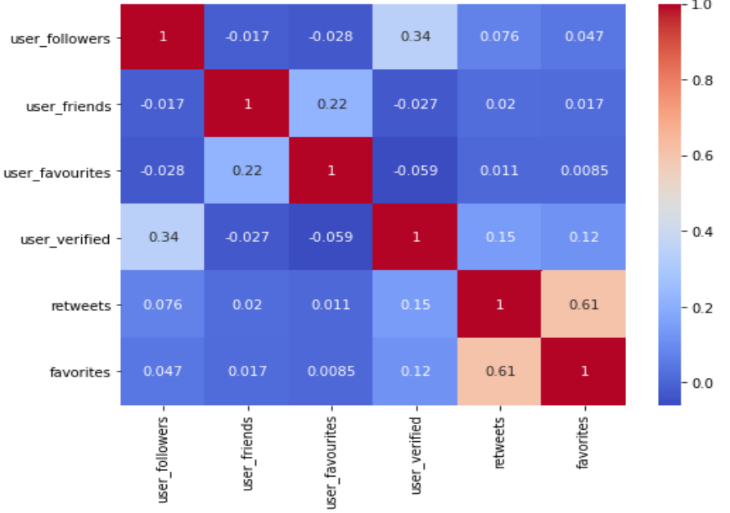 user_followers 1 -0.017 -0.028 0.34 0.076 0.047
user_friends -0.017 1 0.22 -0.027 0.02 0.017
user_favourites -0.028 0.22 1 -0.059 0.011 0.0085
user_verified 0.34 -0.027 -0.059 1 0.15 0.12
retweets 0.076 0.02 0.011 0.15 1 0.61
favorites 0.047 0.017 0.0085 0.12 0.61 1
user_followers
user_friends
user_favourites
user_verified
retweets
favorites
1.0
0.8
0.6
0.4
0.2
0.0